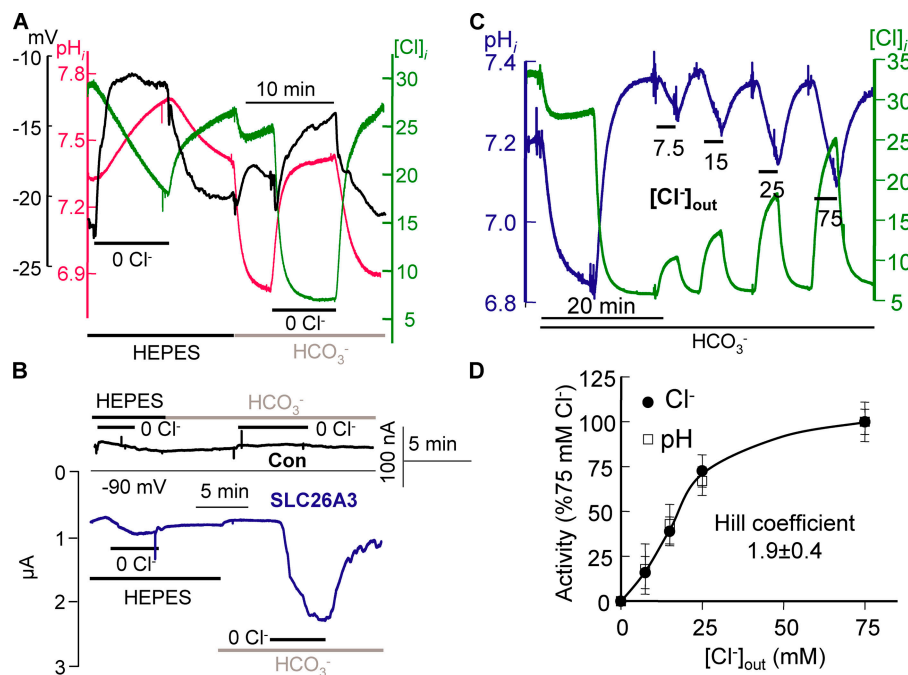 A
mV
pHi
[Cl]i
-10
-15
-20
-25
7.8
7.5
7.2
6.9
30
25
20
15
10
5
10 min
0 Cl-
0 Cl-
HEPES
HCO3-
B
HEPES
HCO3-
0 Cl-
0 Cl-
Con
100 nA
5 min
0
1
2
3
µA
-90 mV
5 min
SLC26A3
0 Cl-
HEPES
0 Cl-
HCO3-
C
pHi
[Cl]i
7.4
7.2
7.0
6.8
35
30
25
20
15
10
5
7.5
15
25
75
[Cl-]out
20 min
HCO3-
D
Activity (%75 mM Cl-)
125
100
75
50
25
0
Cl-
pH
Hill coefficient
1.9±0.4
0
25
50
75
[Cl-]out (mM)